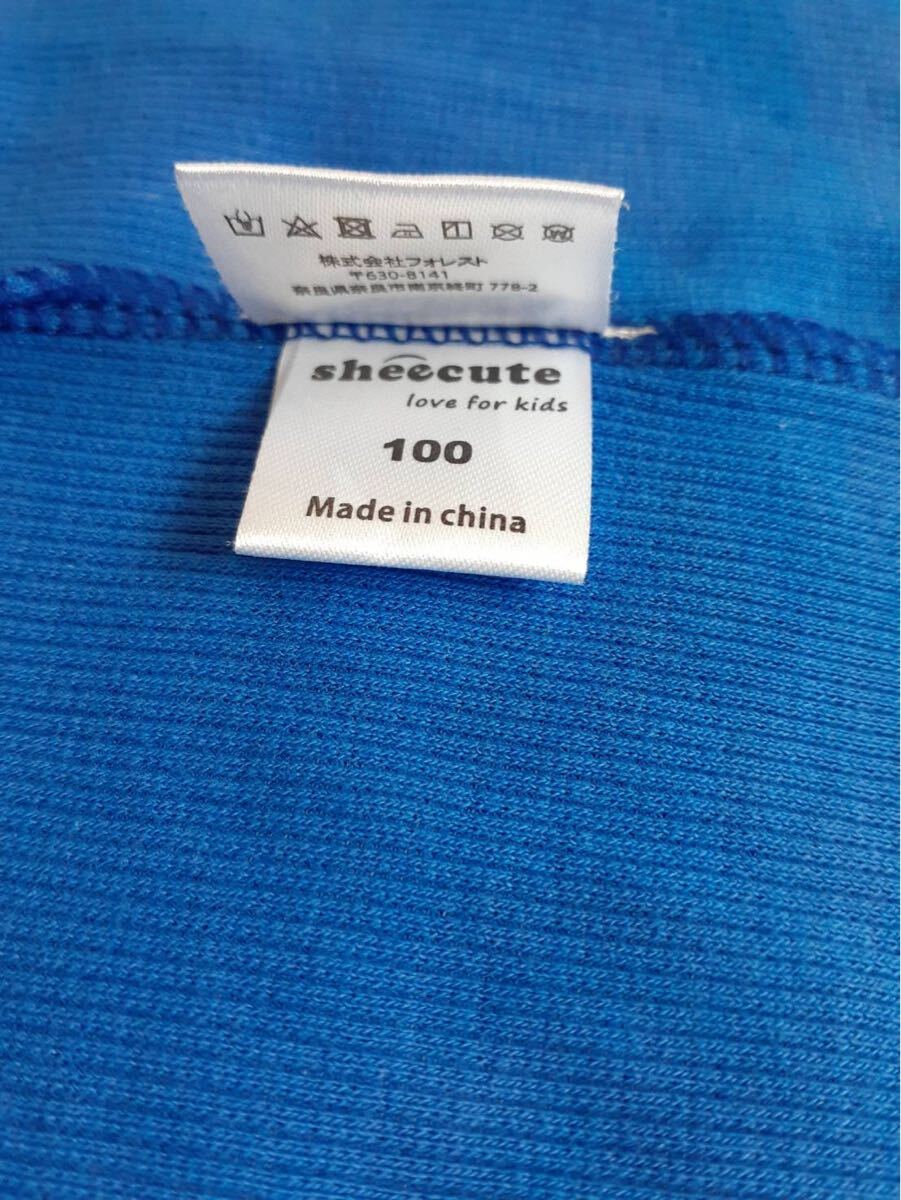 株式会社フォレスト
〒630-8141
奈良県奈良市南京終町 778-2
sheecute
love for kids
100
Made in china